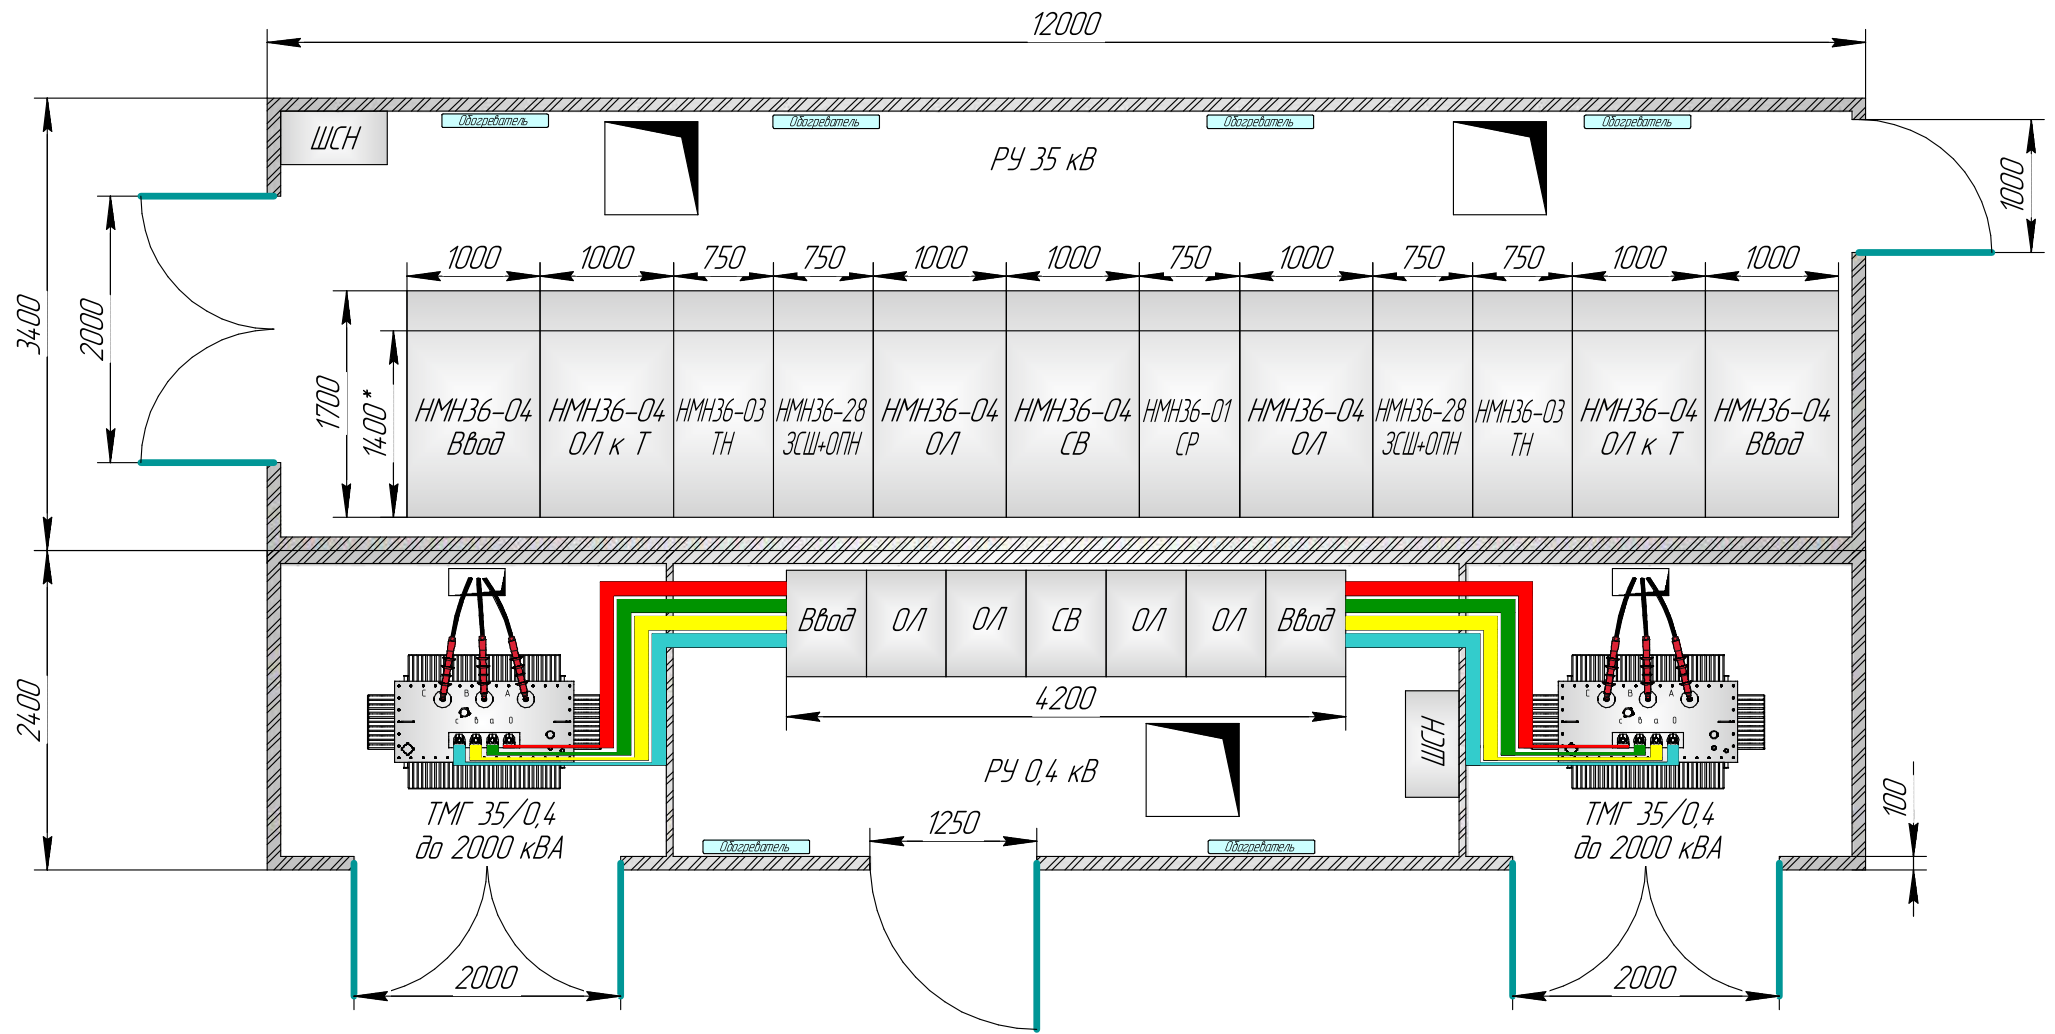 12000
ШСН
Обогреватель
Обогреватель
Обогреватель
Обогреватель
РУ 35 кВ
1000
3400
2000
1000
1000
750
750
1000
1000
750
1000
750
750
1000
1000
1700
1400*
НМН36-04
Ввод
НМН36-04
ОЛ к Т
НМН36-03
ТН
НМН36-28
ЗСШ+ОПН
НМН36-04
ОЛ
НМН36-04
СВ
НМН36-01
СР
НМН36-04
ОЛ
НМН36-28
ЗСШ+ОПН
НМН36-03
ТН
НМН36-04
ОЛ к Т
НМН36-04
Ввод
2400
Ввод
ОЛ
ОЛ
СВ
ОЛ
ОЛ
Ввод
4200
C B A
c в a 0
C B A
c в a 0
ШСН
РУ 0,4 кВ
ТМГ 35/0,4
до 2000 кВА
ТМГ 35/0,4
до 2000 кВА
100
1250
Обогреватель
Обогреватель
2000
2000